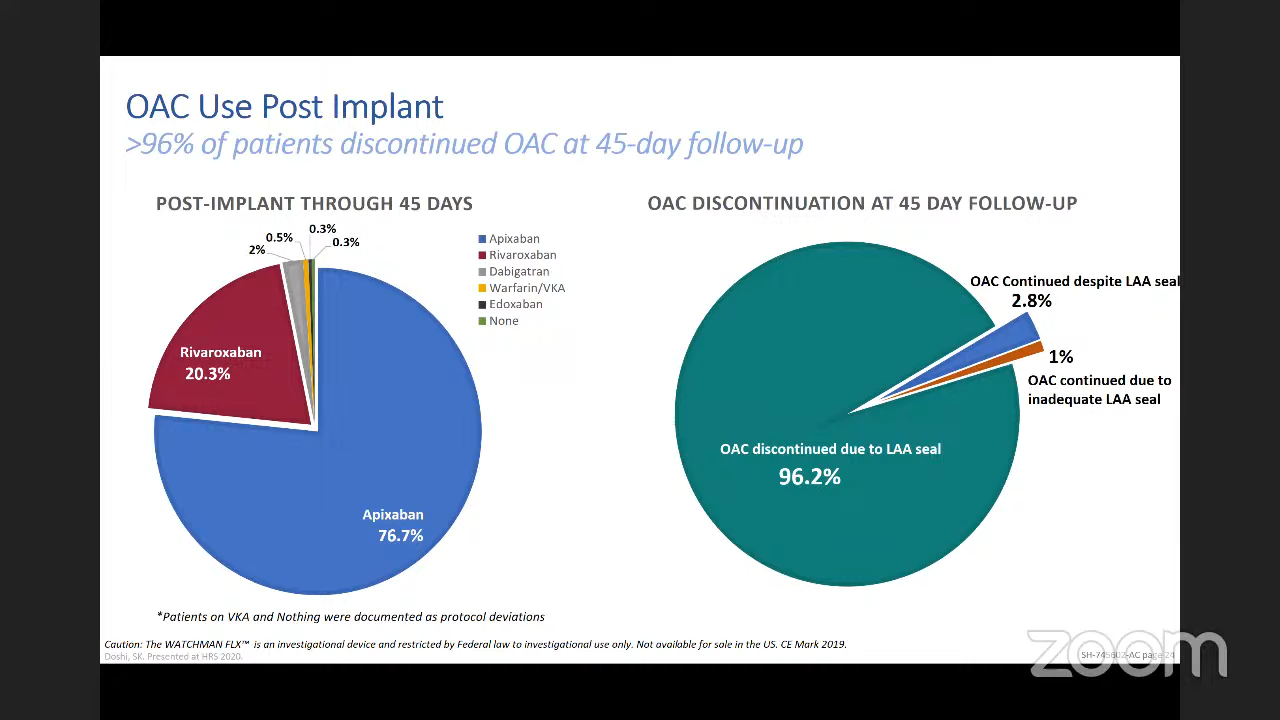 OAC Use Post Implant
>96% of patients discontinued OAC at 45-day follow-up
POST-IMPLANT THROUGH 45 DAYS
0.3%
0.5%
0.3%
2%
Apixaban
Rivaroxaban
Dabigatran
Warfarin/VKA
Edoxaban
None
Rivaroxaban
20.3%
Apixaban
76.7%
OAC DISCONTINUATION AT 45 DAY FOLLOW-UP
OAC Continued despite LAA seal
2.8%
1%
OAC continued due to
inadequate LAA seal
OAC discontinued due to LAA seal
96.2%
*Patients on VKA and Nothing were documented as protocol deviations
Caution: The WATCHMAN FLX™ is an investigational device and restricted by Federal law to investigational use only. Not available for sale in the US. CE Mark 2019.
Doshi, SK. Presented at HRS 2020.
SH-745602-AC page 24
zoom